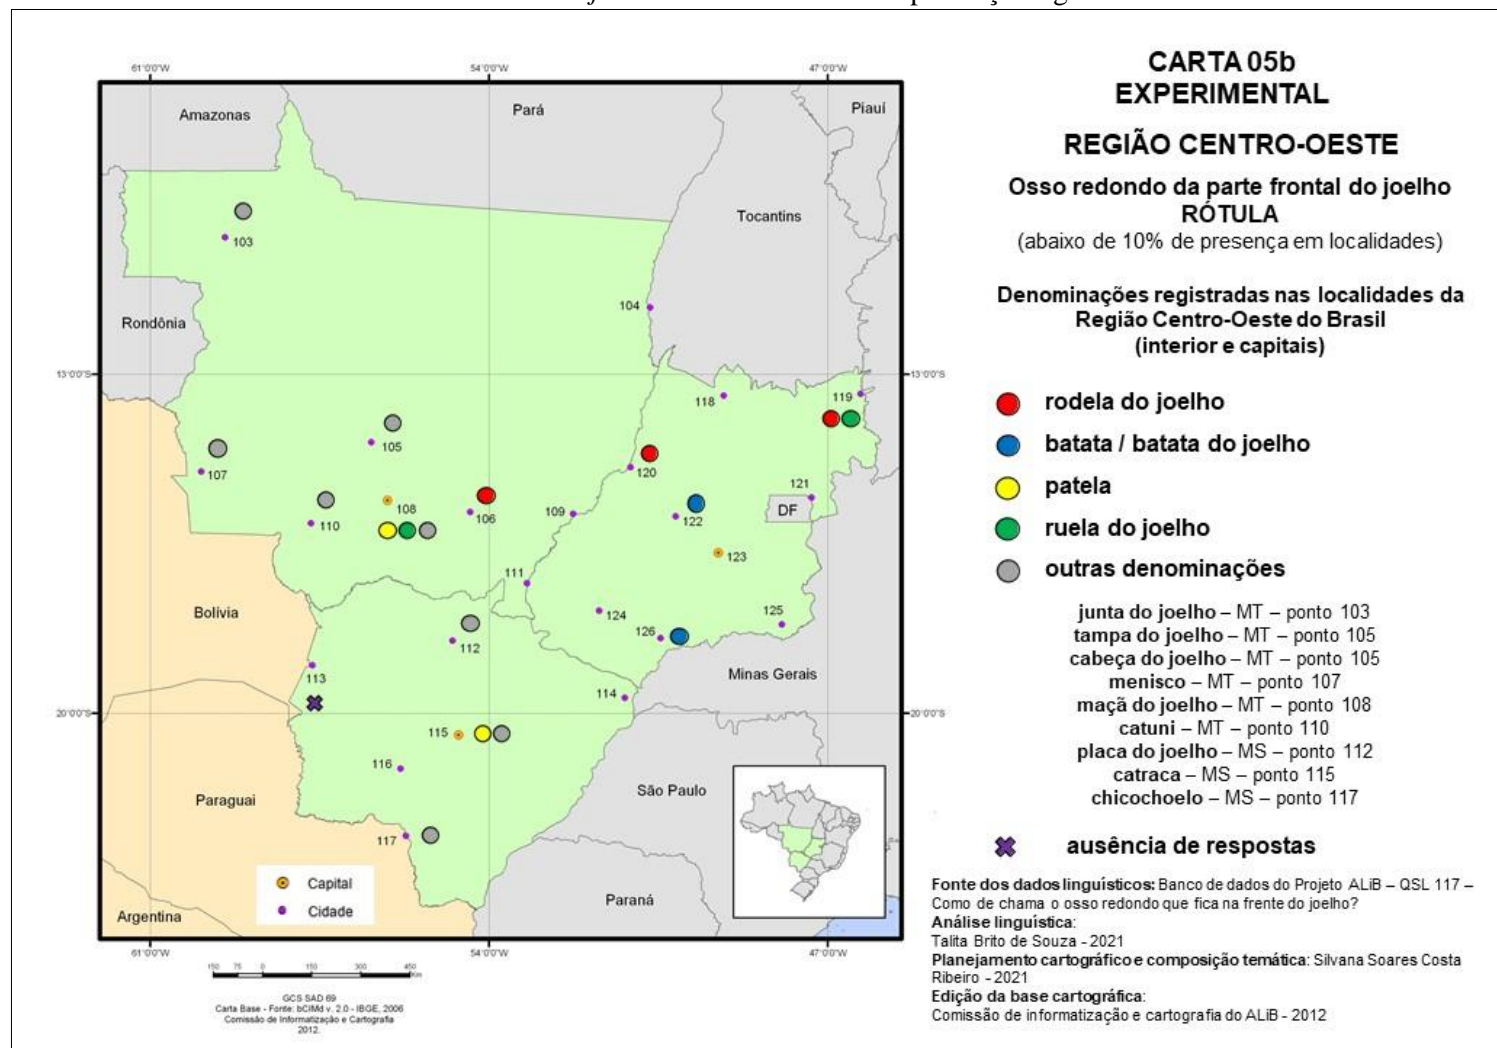 61°0'0"W
54°0'0"W
47°0'0"W
Amazonas
Pará
Piauí
Tocantins
103
104
Rondônia
13°0'0"S
13°0'0"S
118
119
105
107
120
121
DF
108
106
109
122
110
123
111
Bolívia
124
125
126
112
113
Minas Gerais
114
20°0'0"S
20°0'0"S
115
116
São Paulo
Paraguai
117
Capital
Cidade
Paraná
Argentina
61°0'0"W
54°0'0"W
47°0'0"W
150 75 0 150 300 450
Km
GCS SAD 69
Carta Base - Fonte: bCIMd v. 2.0 - IBGE, 2006
Comissão de Informatização e Cartografia
2012.
CARTA 05b
EXPERIMENTAL
REGIÃO CENTRO-OESTE
Osso redondo da parte frontal do joelho
RÓTULA
(abaixo de 10% de presença em localidades)
Denominações registradas nas localidades da
Região Centro-Oeste do Brasil
(interior e capitais)
rodela do joelho
batata / batata do joelho
patela
ruela do joelho
outras denominações
junta do joelho – MT – ponto 103
tampa do joelho – MT – ponto 105
cabeça do joelho – MT – ponto 105
menisco – MT – ponto 107
maçã do joelho – MT – ponto 108
catuni – MT – ponto 110
placa do joelho – MS – ponto 112
catraca – MS – ponto 115
chicochoelo – MS – ponto 117
ausência de respostas
Fonte dos dados linguísticos: Banco de dados do Projeto ALiB – QSL 117 –
Como de chama o osso redondo que fica na frente do joelho?
Análise linguística:
Talita Brito de Souza - 2021
Planejamento cartográfico e composição temática: Silvana Soares Costa
Ribeiro - 2021
Edição da base cartográfica:
Comissão de informatização e cartografia do ALiB - 2012